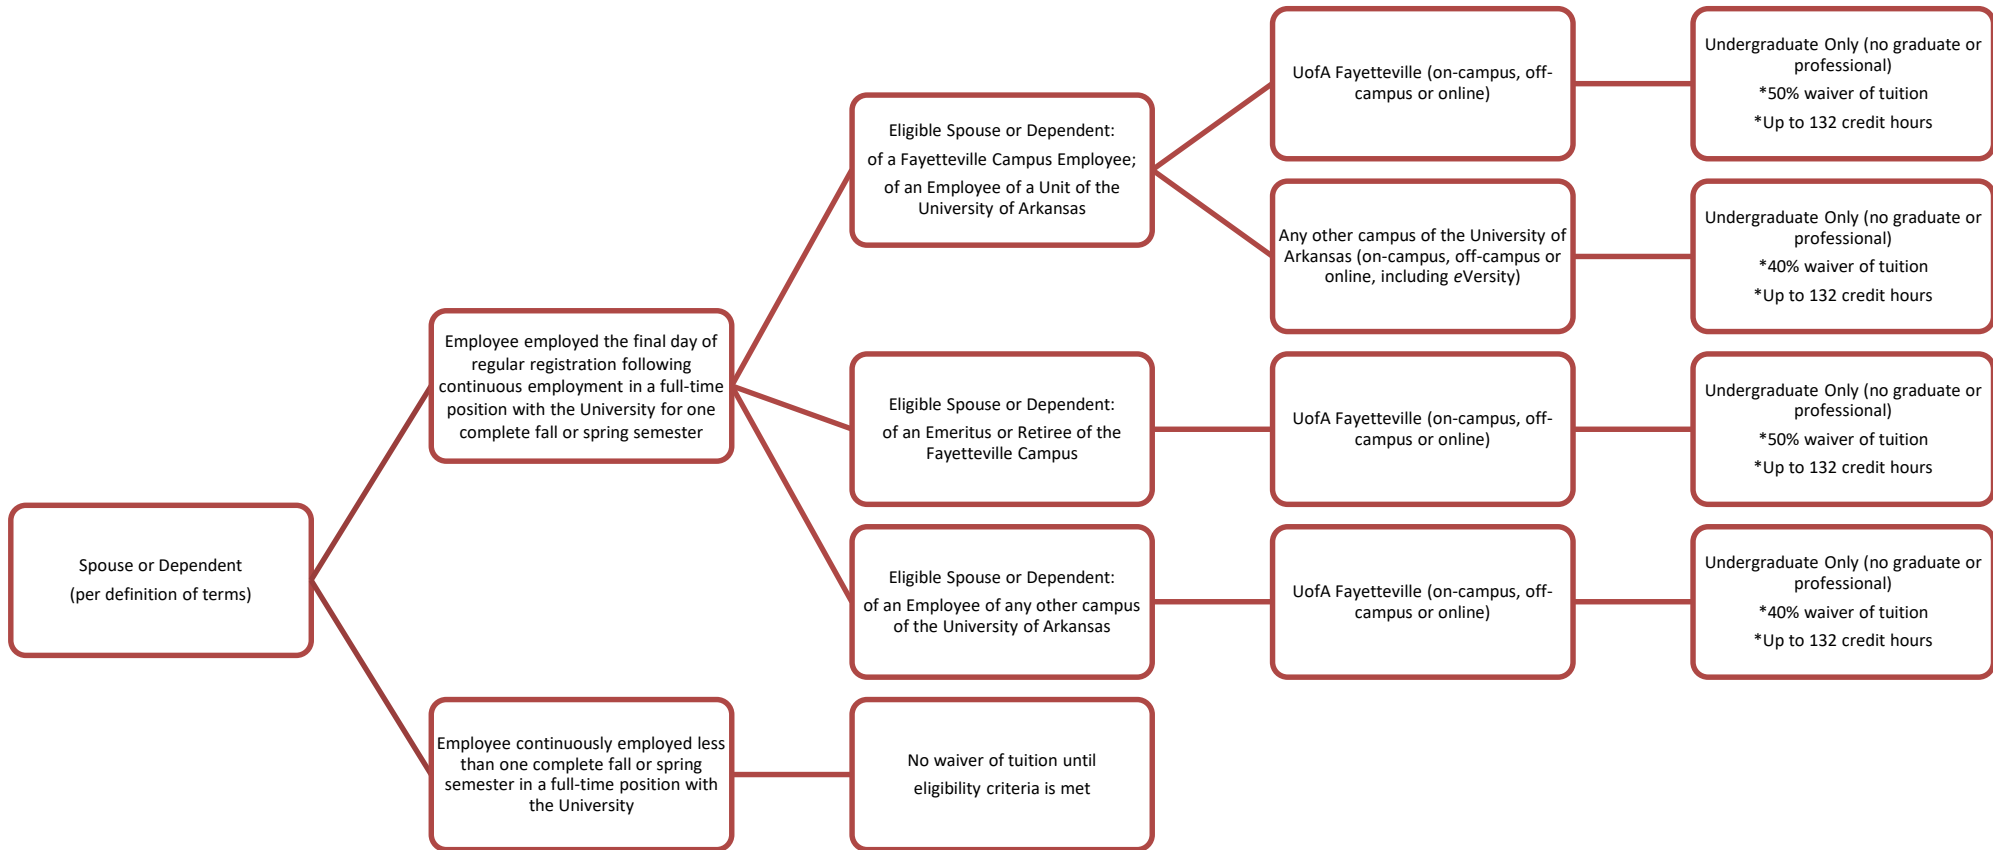 Spouse or Dependent
(per definition of terms)
Employee employed the final day of
regular registration following
continuous employment in a full-time
position with the University for one
complete fall or spring semester
Eligible Spouse or Dependent:
of a Fayetteville Campus Employee;
of an Employee of a Unit of the
University of Arkansas
UofA Fayetteville (on-campus, off-
campus or online)
Undergraduate Only (no graduate or
professional)
*50% waiver of tuition
*Up to 132 credit hours
Any other campus of the University of
Arkansas (on-campus, off-campus or
online, including eVersity)
Undergraduate Only (no graduate or
professional)
*40% waiver of tuition
*Up to 132 credit hours
Eligible Spouse or Dependent:
of an Emeritus or Retiree of the
Fayetteville Campus
UofA Fayetteville (on-campus, off-
campus or online)
Undergraduate Only (no graduate or
professional)
*50% waiver of tuition
*Up to 132 credit hours
Eligible Spouse or Dependent:
of an Employee of any other campus
of the University of Arkansas
UofA Fayetteville (on-campus, off-
campus or online)
Undergraduate Only (no graduate or
professional)
*40% waiver of tuition
*Up to 132 credit hours
Employee continuously employed less
than one complete fall or spring
semester in a full-time position with
the University
No waiver of tuition until
eligibility criteria is met